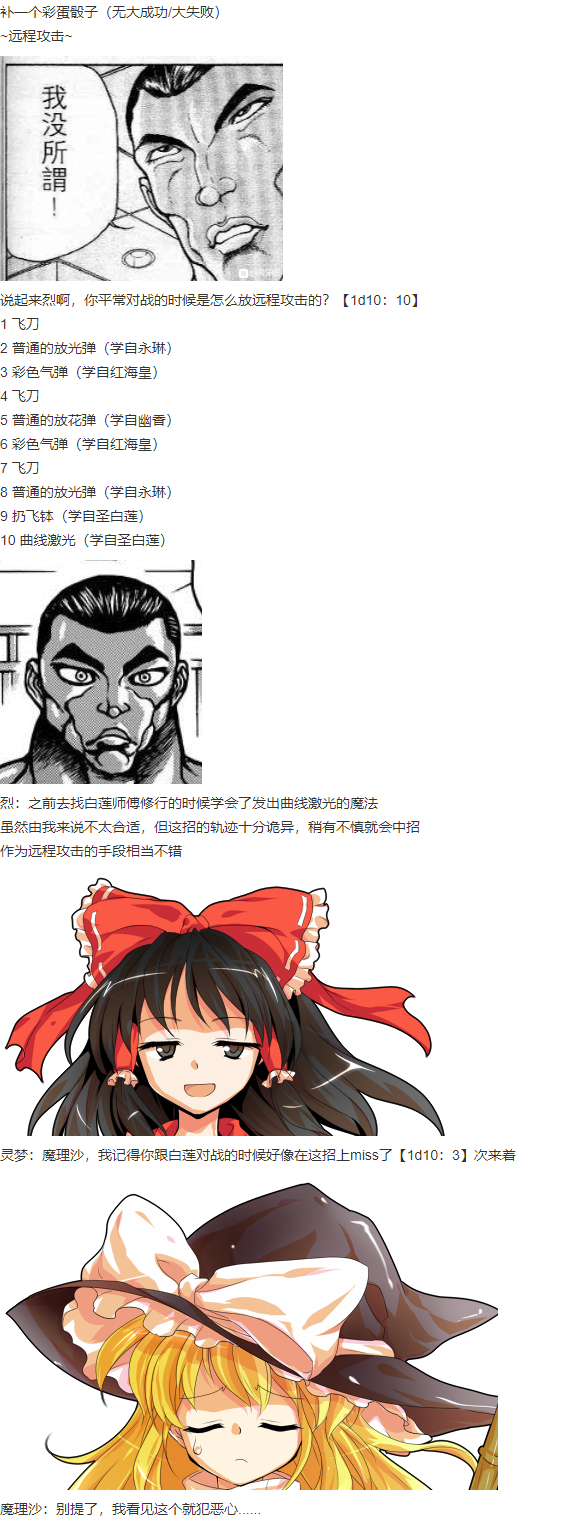 补一个彩蛋骰子（无大成功/大失败）
~远程攻击~
我没所謂！
说起来烈啊，你平常对战的时候是怎么放远程攻击的？【1d10：10】
1 飞刀
2 普通的放光弹（学自永琳）
3 彩色气弹（学自红海皇）
4 飞刀
5 普通的放花弹（学自幽香）
6 彩色气弹（学自红海皇）
7 飞刀
8 普通的放光弹（学自永琳）
9 扔飞钵（学自圣白莲）
10 曲线激光（学自圣白莲）
烈：之前去找白莲师傅修行的时候学会了发出曲线激光的魔法
虽然由我来说不太合适，但这招的轨迹十分诡异，稍有不慎就会中招
作为远程攻击的手段相当不错
灵梦：魔理沙，我记得你跟白莲对战的时候好像在这招上miss了【1d10：3】次来着
魔理沙：别提了，我看见这个就犯恶心......